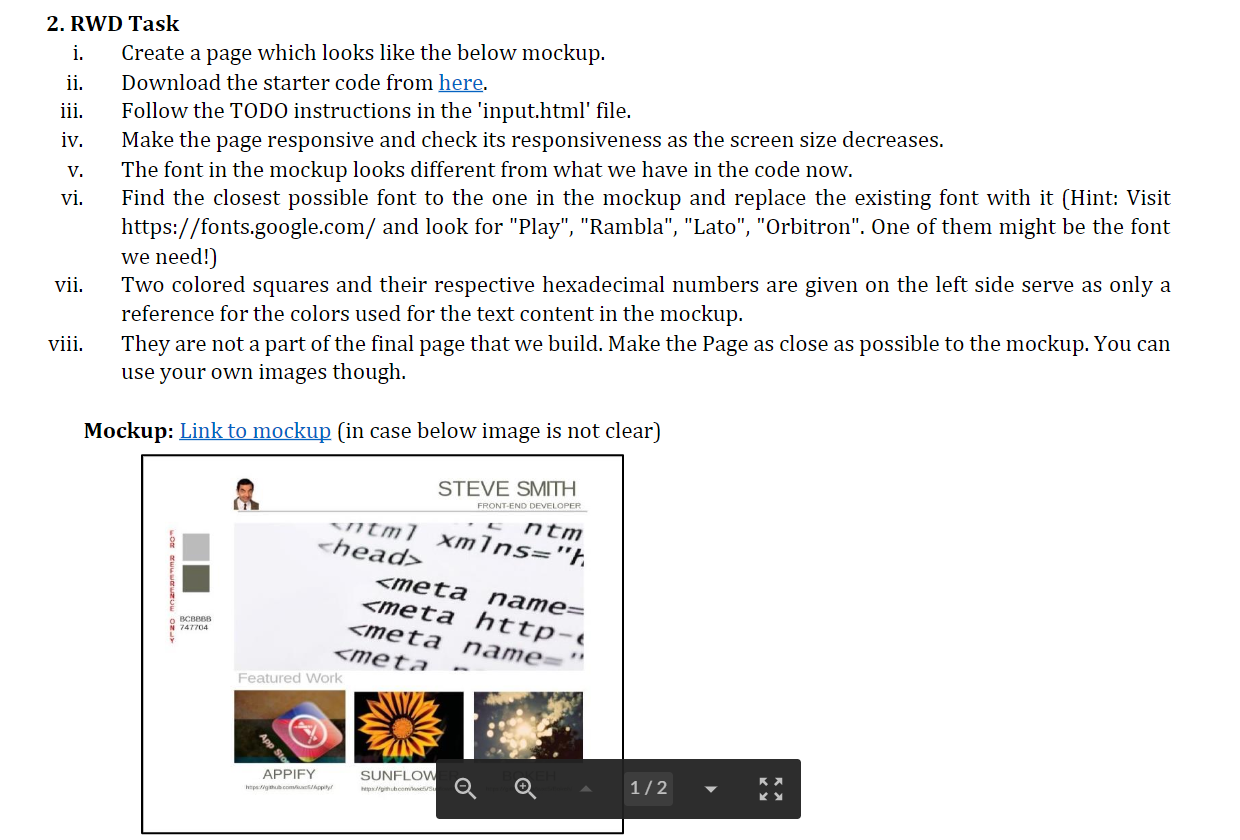 2. RWD Task
i. Create a page which looks like the below mockup.
ii. Download the starter code from here.
iii. Follow the TODO instructions in the 'input.html' file.
iv. Make the page responsive and check its responsiveness as the screen size decreases.
v. The font in the mockup looks different from what we have in the code now.
vi. Find the closest possible font to the one in the mockup and replace the existing font with it (Hint: Visit
https://fonts.google.com/ and look for "Play", "Rambla", "Lato", "Orbitron". One of them might be the font
we need!)
vii. Two colored squares and their respective hexadecimal numbers are given on the left side serve as only a
reference for the colors used for the text content in the mockup.
viii. They are not a part of the final page that we build. Make the Page as close as possible to the mockup. You can
use your own images though.
Mockup: Link to mockup (in case below image is not clear)
STEVE SMITH
FRONT-END DEVELOPER
FOR REFERENCE ONLY
BCBBBB
747704
<html xmlns="h
htm
<head>
<meta name=
<meta http-e
<meta name="
<meta
Featured Work
App Sto
APPIFY
SUNFLOWER
BOKEH
1 / 2